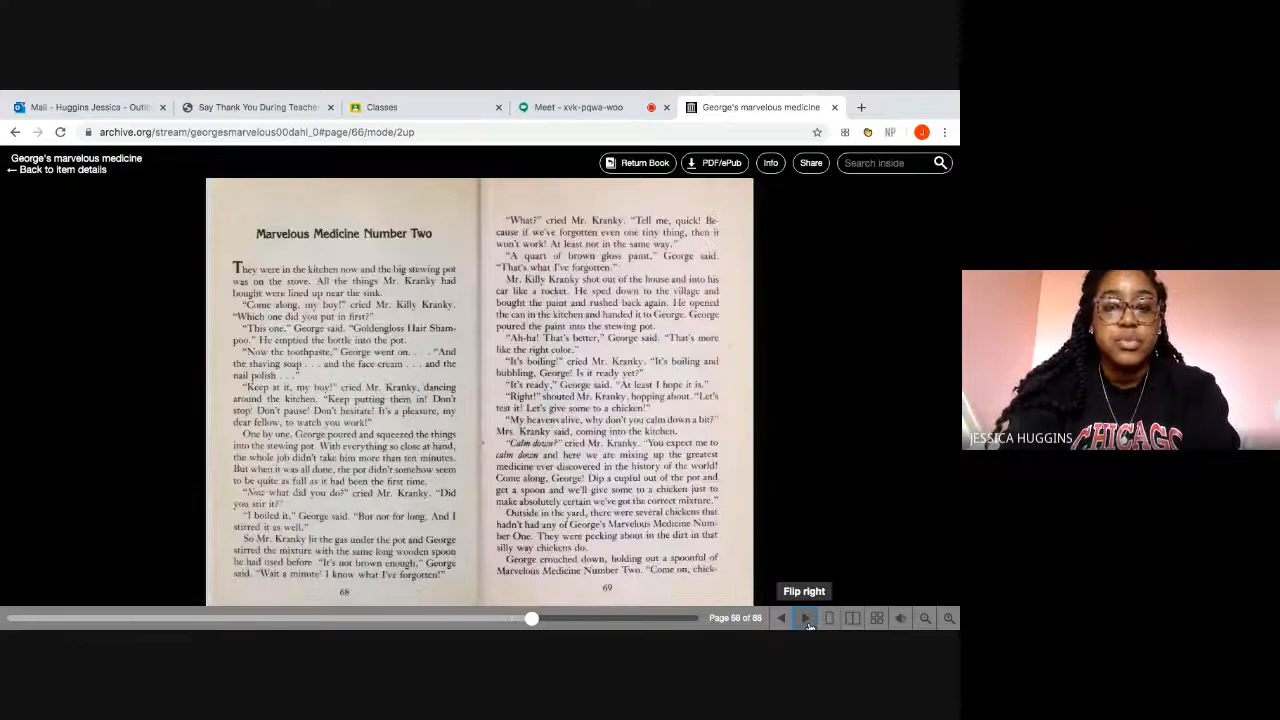 Mail - Huggins Jessica - Outlo
Say Thank You During Teache
Classes
Meet - xvk-pqwa-woo
George's marvelous medicine
archive.org/stream/georgesmarvelous00dahl_0#page/66/mode/2up
NP
J
George's marvelous medicine
← Back to item details
Return Book
PDF/ePub
Info
Share
Search inside
Marvelous Medicine Number Two
They were in the kitchen now and the big stewing pot
was on the stove. All the things Mr. Kranky had
bought were lined up near the sink.
“Come along, my boy!” cried Mr. Killy Kranky.
“Which one did you put in first?”
“This one,” George said. “Goldengloss Hair Sham-
poo.” He emptied the bottle into the pot.
“Now the toothpaste,” George went on. . . . “And
the shaving soap . . . and the face cream . . . and the
nail polish . . .”
“Keep at it, my boy!” cried Mr. Kranky, dancing
around the kitchen. “Keep putting them in! Don't
stop! Don't pause! Don't hesitate! It's a pleasure, my
dear fellow, to watch you work!”
One by one, George poured and squeezed the things
into the stewing pot. With everything so close at hand,
the whole job didn't take him more than ten minutes.
But when it was all done, the pot didn't somehow seem
to be quite as full as it had been the first time.
“Now what did you do?” cried Mr. Kranky. “Did
you stir it?”
“I boiled it,” George said. “But not for long. And I
stirred it as well.”
So Mr. Kranky lit the gas under the pot and George
stirred the mixture with the same long wooden spoon
he had used before. “It's not brown enough,” George
said. “Wait a minute! I know what I've forgotten!”
68
“What?” cried Mr. Kranky. “Tell me, quick! Be-
cause if we've forgotten even one tiny thing, then it
won't work! At least not in the same way.”
“A quart of brown gloss paint,” George said.
“That's what I've forgotten.”
Mr. Killy Kranky shot out of the house and into his
car like a rocket. He sped down to the village and
bought the paint and rushed back again. He opened
the can in the kitchen and handed it to George. George
poured the paint into the stewing pot.
“Ah-ha! That's better,” George said. “That's more
like the right color.”
“It's boiling!” cried Mr. Kranky. “It's boiling and
bubbling, George! Is it ready yet?”
“It's ready,” George said. “At least I hope it is.”
“Right!” shouted Mr. Kranky, hopping about. “Let's
test it! Let's give some to a chicken!”
“My heavens alive, why don't you calm down a bit?”
Mrs. Kranky said, coming into the kitchen.
“Calm down?” cried Mr. Kranky. “You expect me to
calm down and here we are mixing up the greatest
medicine ever discovered in the history of the world!
Come along, George! Dip a cupful out of the pot and
get a spoon and we'll give some to a chicken just to
make absolutely certain we've got the correct mixture.”
Outside in the yard, there were several chickens that
hadn't had any of George's Marvelous Medicine Num-
ber One. They were pecking about in the dirt in that
silly way chickens do.
George crouched down, holding out a spoonful of
Marvelous Medicine Number Two. “Come on, chick-
69
Flip right
Page 66 of 88
JESSICA HUGGINS
CHICAGO